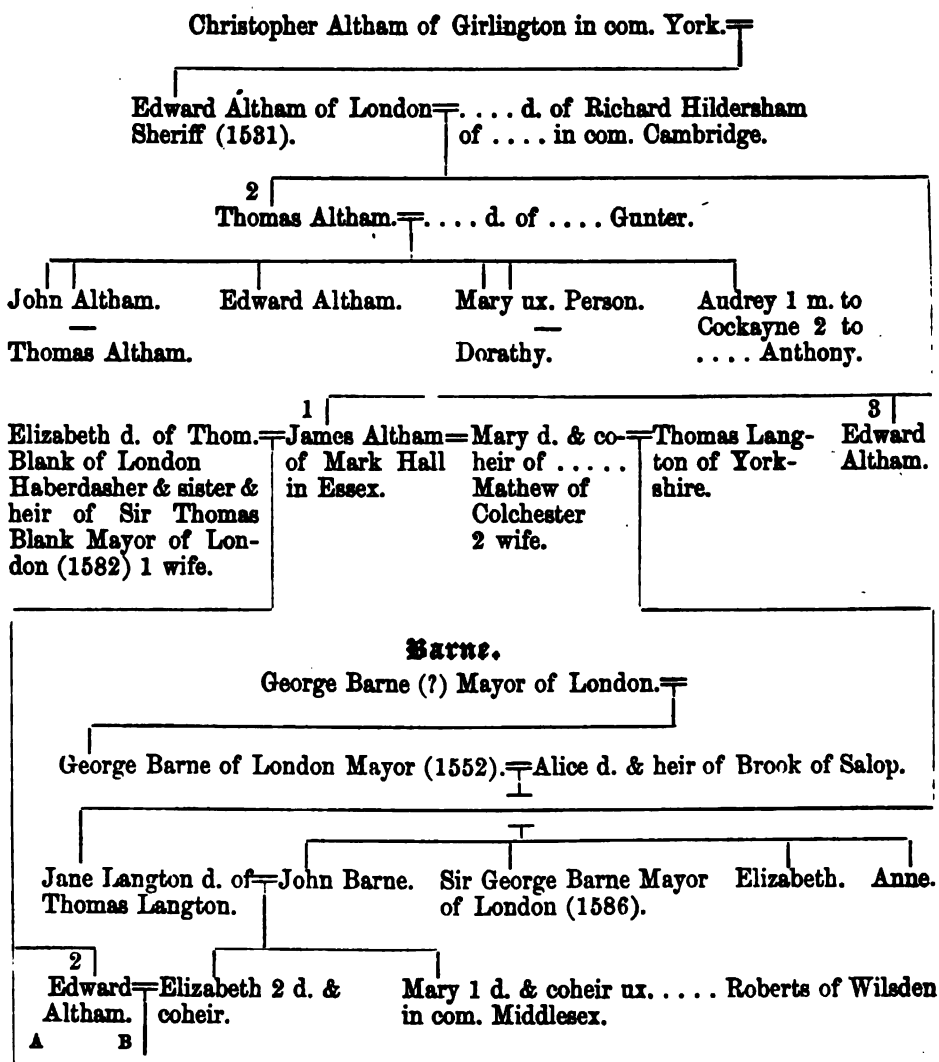 Christopher Altham of Girlington in com. York.
Edward Altham of London
Sheriff (1531).
. . . . d. of Richard Hildersham
of . . . . in com. Cambridge.
2
Thomas Altham.
. . . . d. of . . . . Gunter.
John Altham.
—
Thomas Altham.
Edward Altham.
Mary ux. Person.
—
Dorathy.
Audrey 1 m. to
Cockayne 2 to
. . . . Anthony.
Elizabeth d. of Thom.
Blank of London
Haberdasher & sister &
heir of Sir Thomas
Blank Mayor of Lon-
don (1582) 1 wife.
1
James Altham
of Mark Hall
in Essex.
Mary d. & co-
heir of . . . . .
Mathew of
Colchester
2 wife.
Thomas Lang-
ton of York-
shire.
3
Edward
Altham.
Barne.
George Barne (?) Mayor of London.
George Barne of London Mayor (1552).
Alice d. & heir of Brook of Salop.
Jane Langton d. of
Thomas Langton.
John Barne.
Sir George Barne Mayor
of London (1586).
Elizabeth.
Anne.
2
Edward
Altham.
A B
Elizabeth 2 d. &
coheir.
Mary 1 d. & coheir ux. . . . . Roberts of Wilsden
in com. Middlesex.